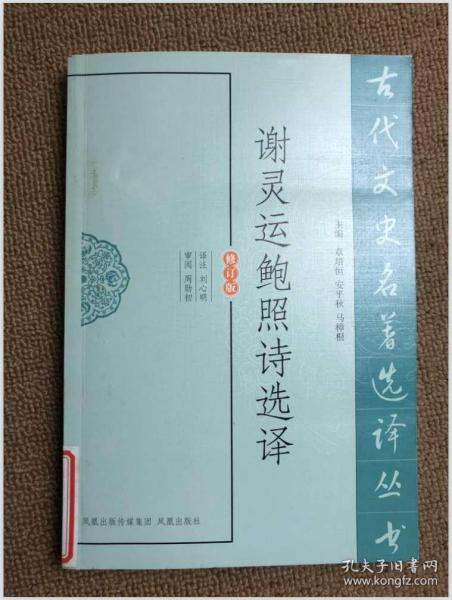 古代文史名著选译丛书
主编 章培恒 安平秋 马樟根
谢灵运鲍照诗选译
修订版
译注 刘心明
审阅 周勋初
凤凰出版传媒集团 凤凰出版社
孔夫子旧书网
www.kongfz.com